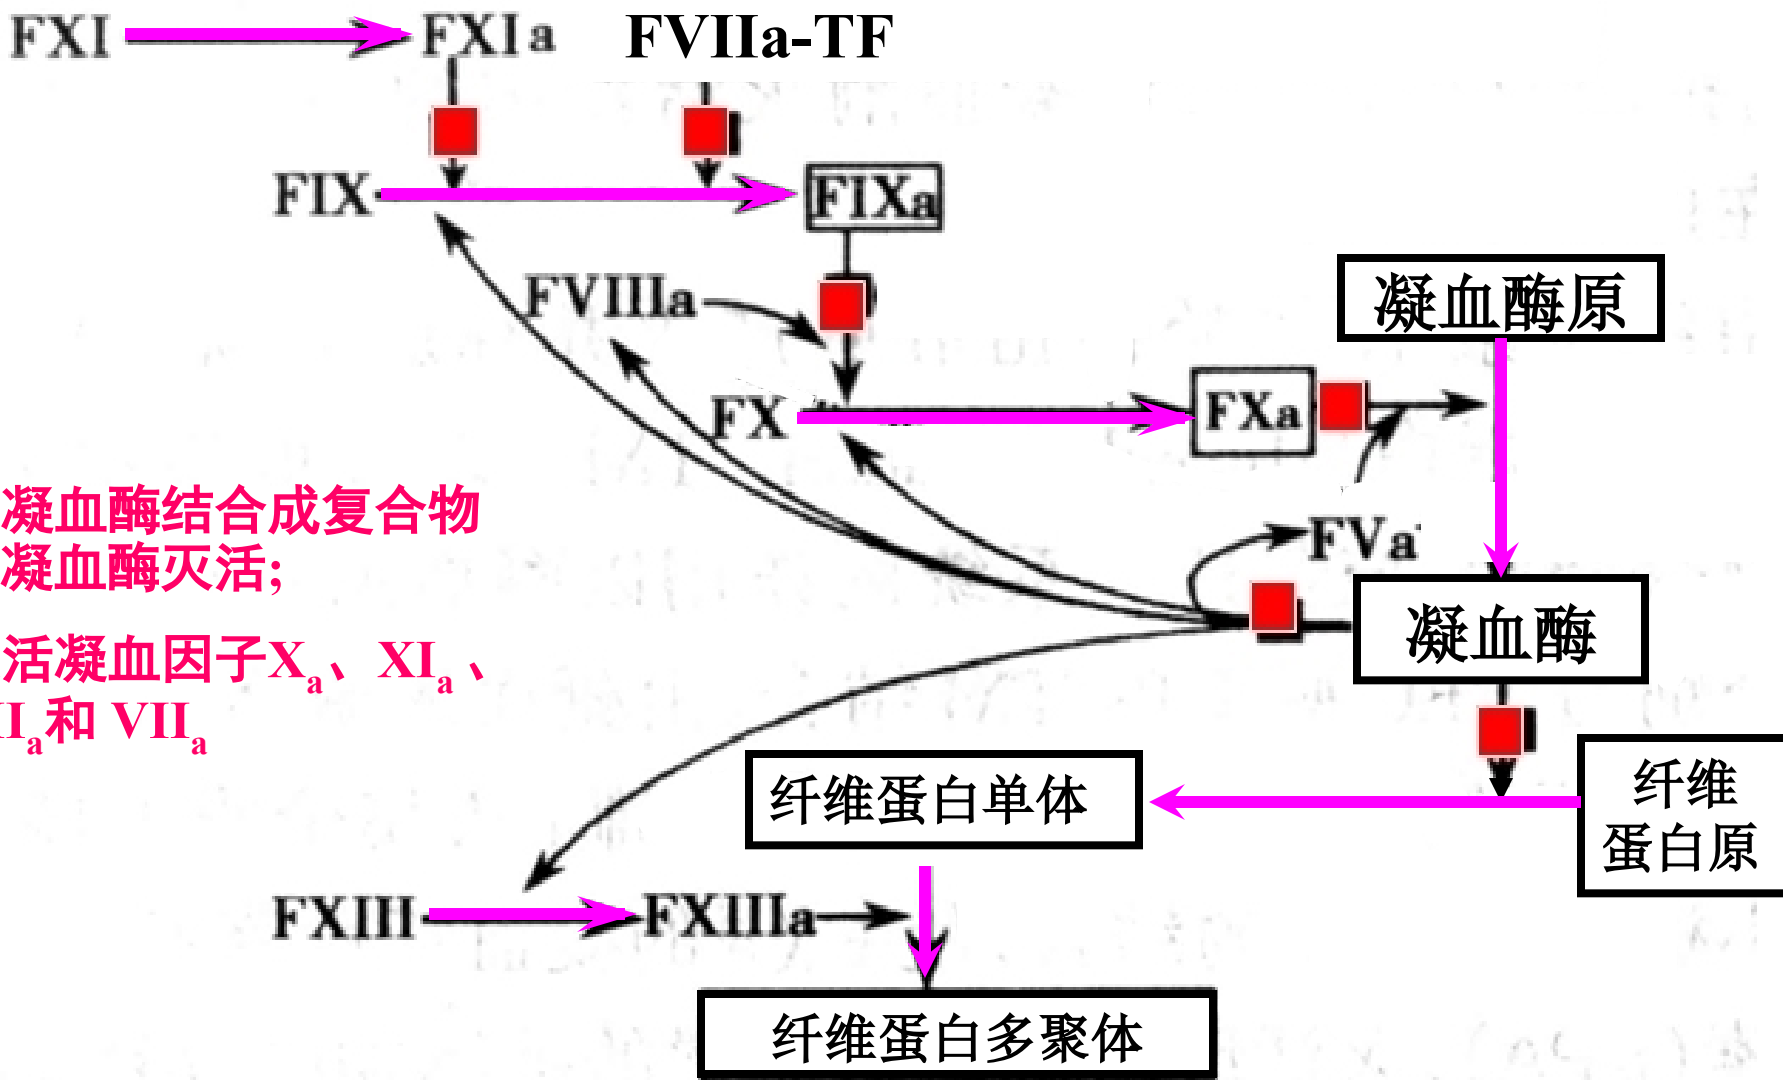 FXI
FXIa
FVIIa-TF
FIX
FIXa
FVIIIa
凝血酶原
FX
FXa
凝血酶结合成复合物
凝血酶灭活;
FVa
活凝血因子Xa、XIa、
IIa和 VIIa
凝血酶
纤维蛋白单体
纤维
蛋白原
FXIII
FXIIIa
纤维蛋白多聚体